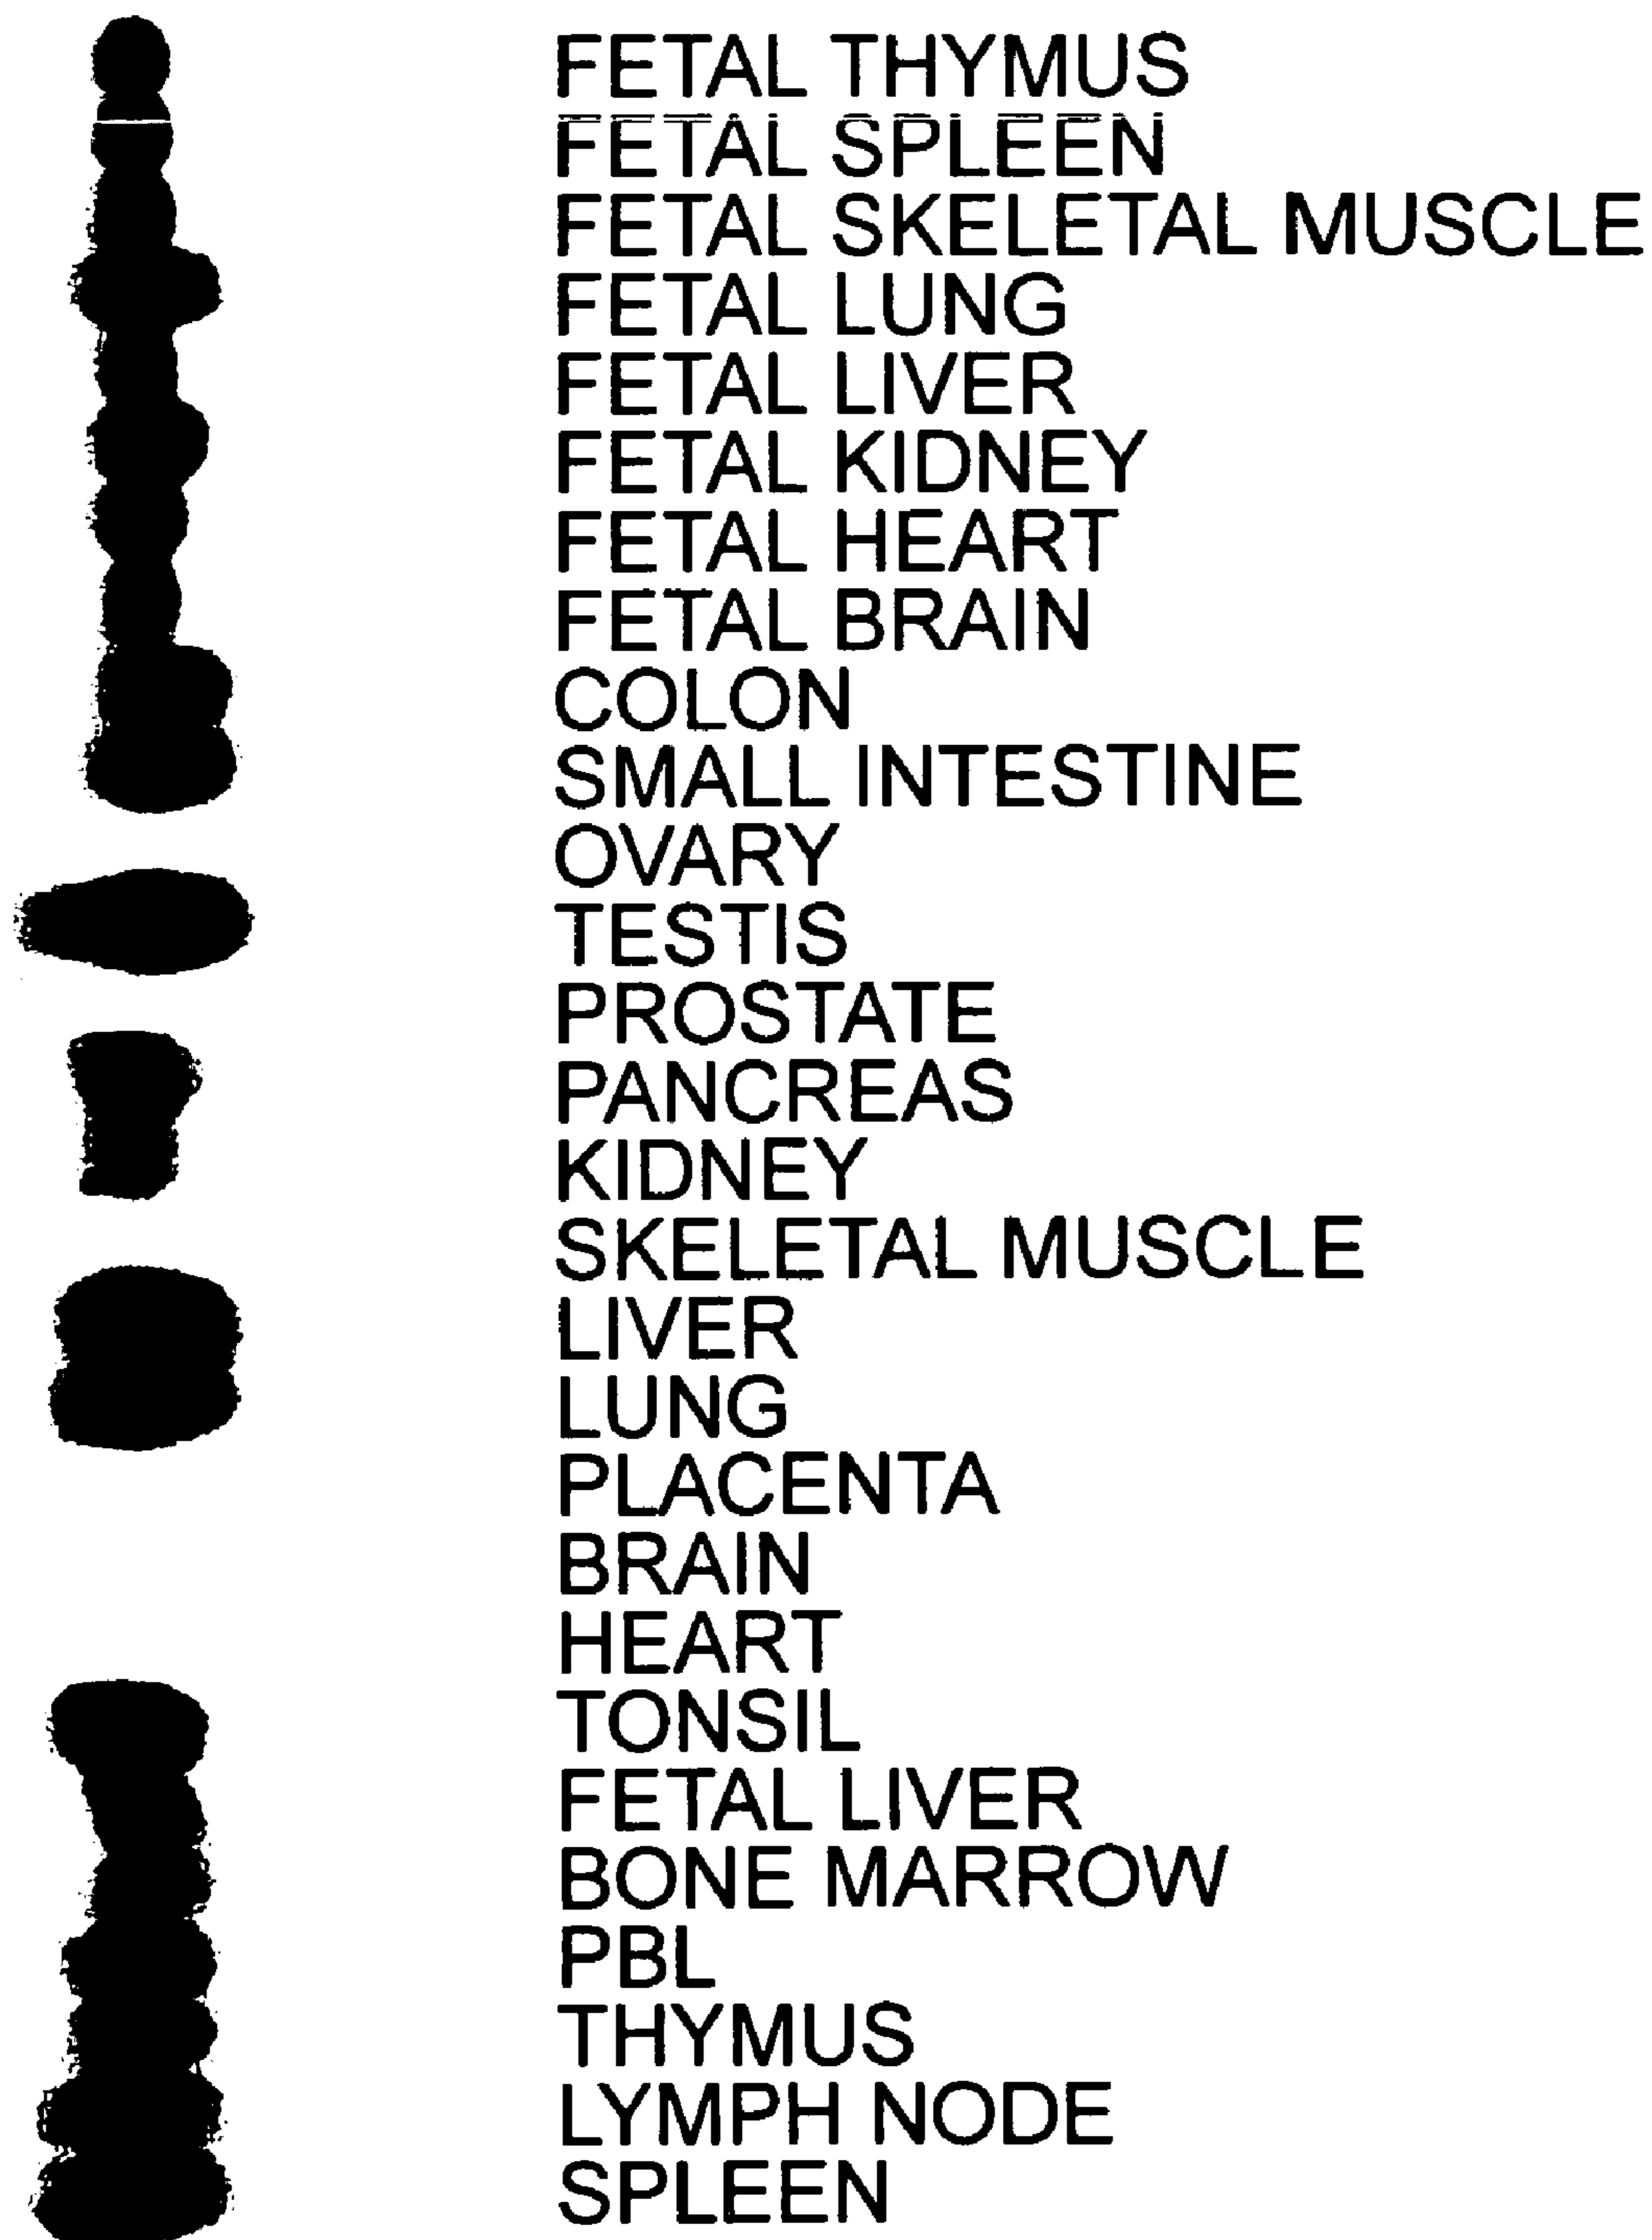 FETAL THYMUS
FETAL SPLEEN
FETAL SKELETAL MUSCLE
FETAL LUNG
FETAL LIVER
FETAL KIDNEY
FETAL HEART
FETAL BRAIN
COLON
SMALL INTESTINE
OVARY
TESTIS
PROSTATE
PANCREAS
KIDNEY
SKELETAL MUSCLE
LIVER
LUNG
PLACENTA
BRAIN
HEART
TONSIL
FETAL LIVER
BONE MARROW
PBL
THYMUS
LYMPH NODE
SPLEEN